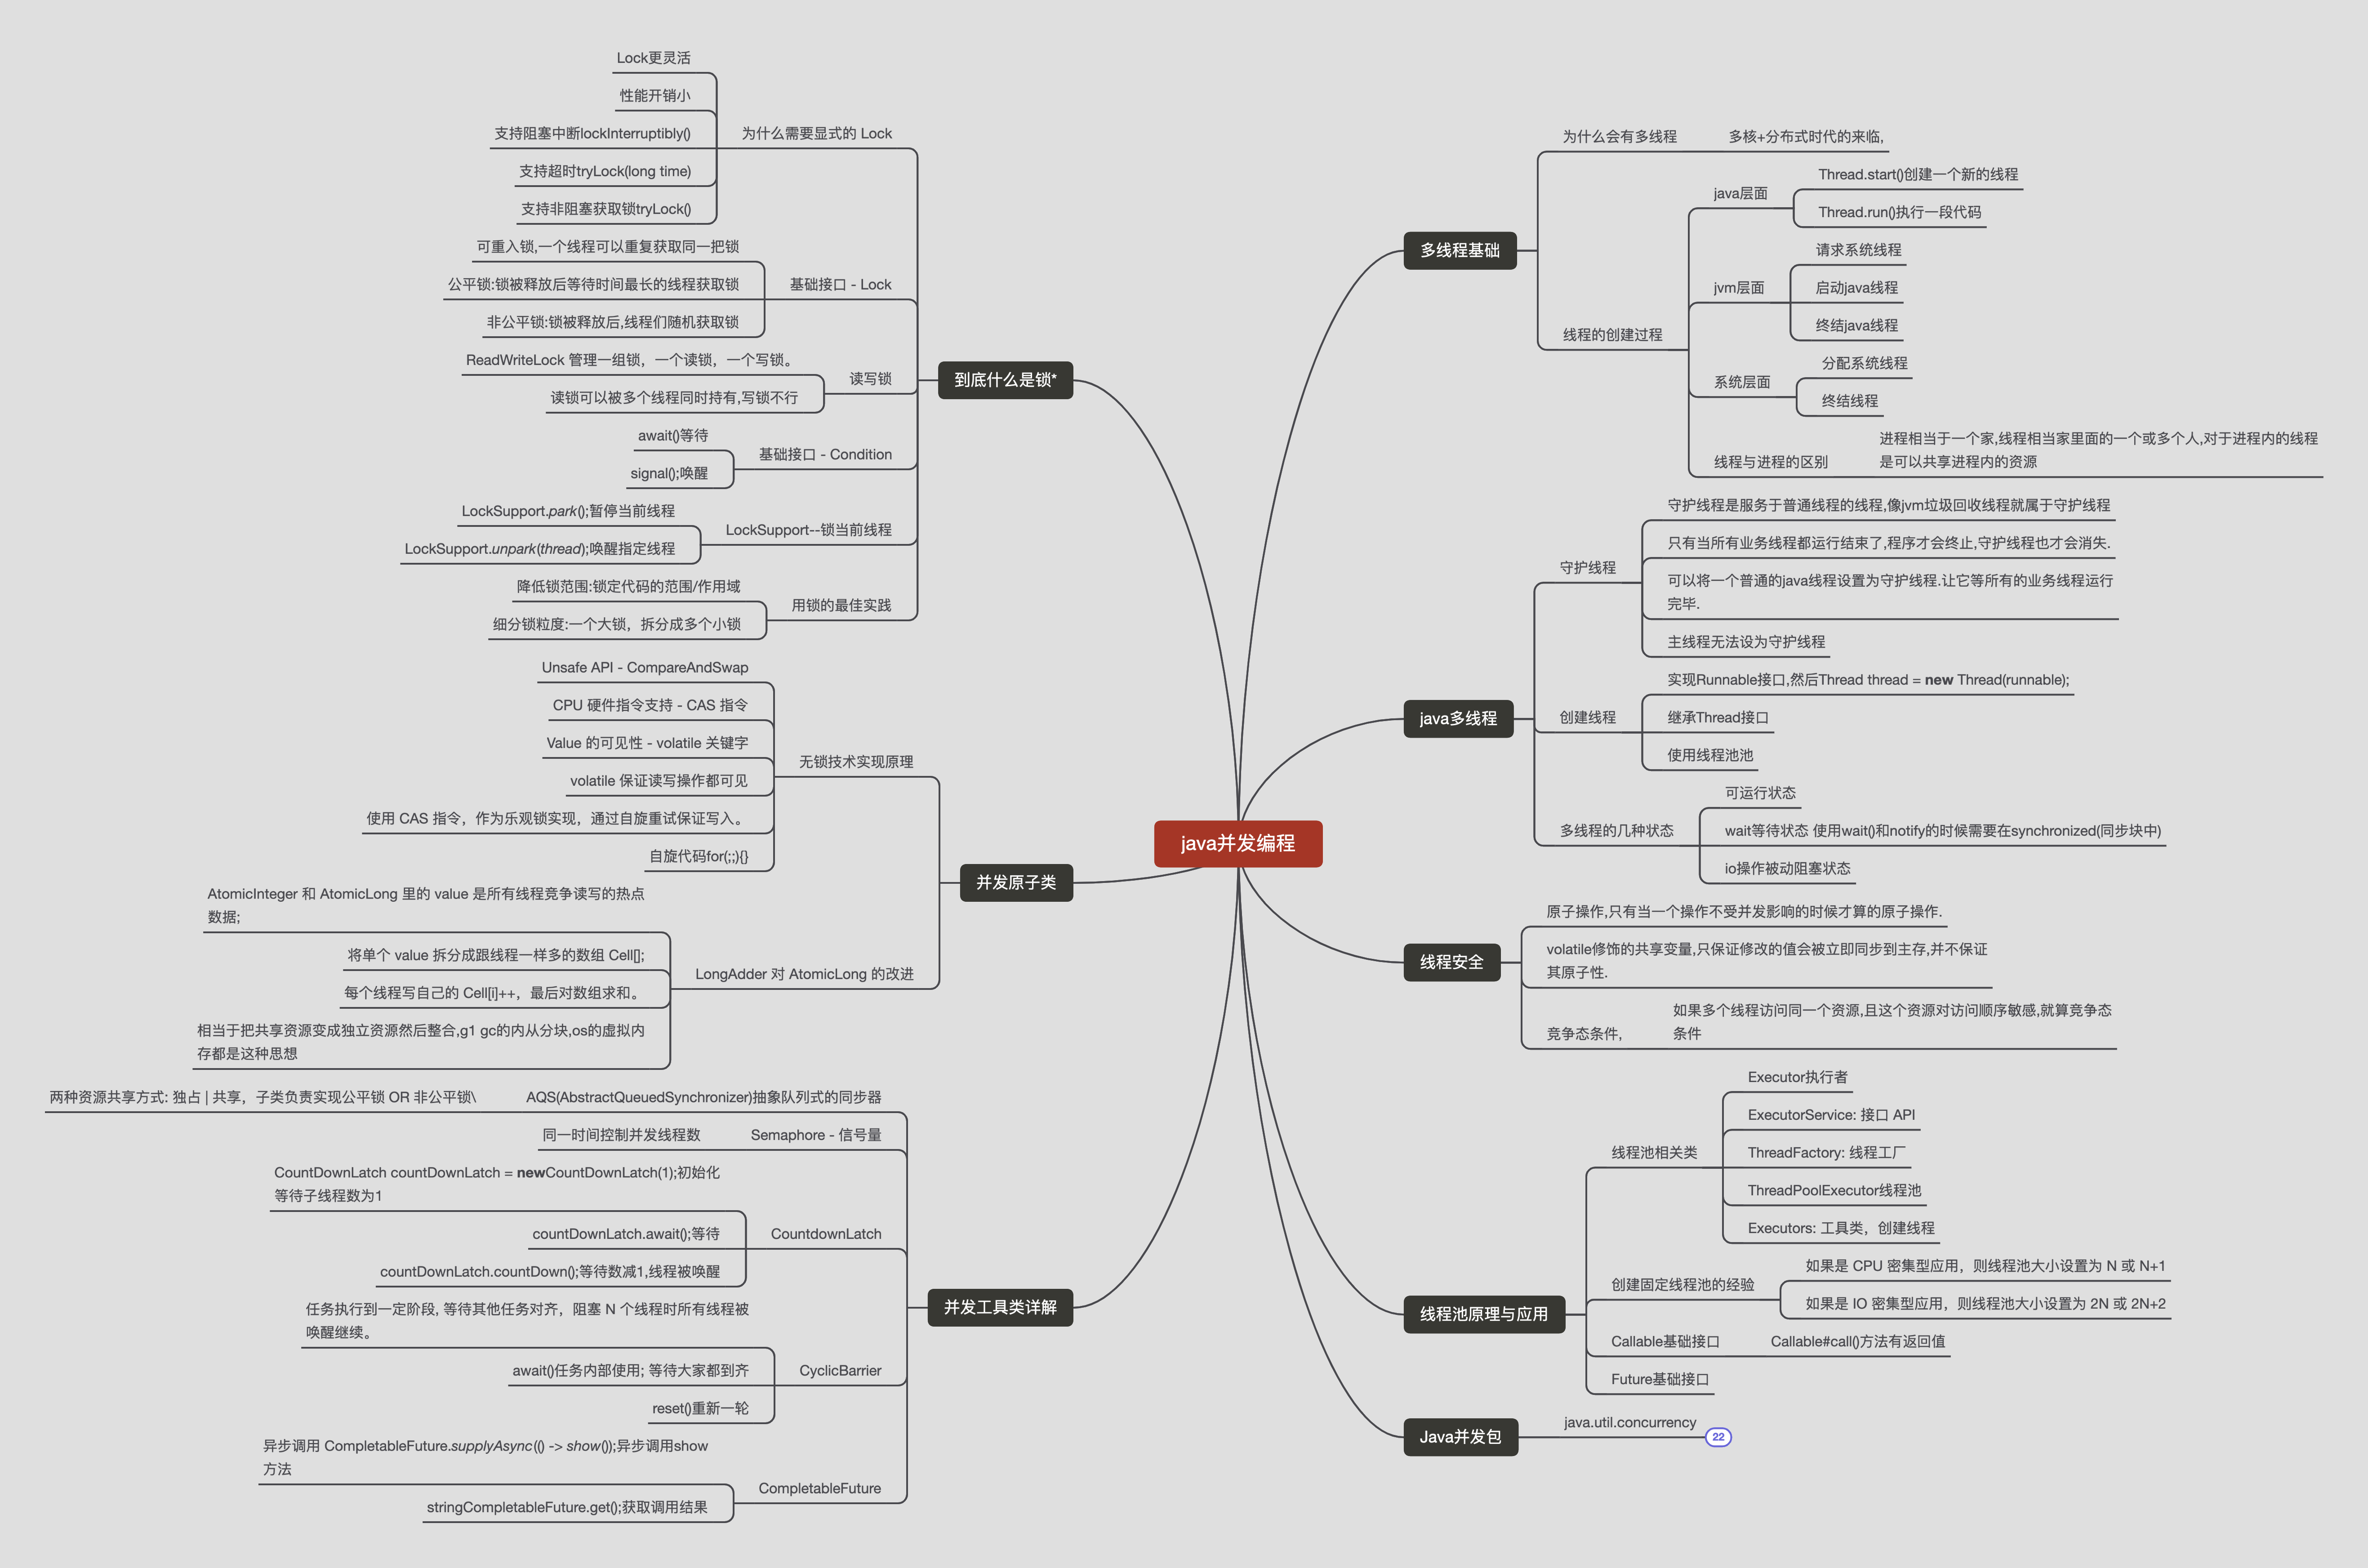 java并发编程
多线程基础
为什么会有多线程
多核+分布式时代的来临,
线程的创建过程
java层面
Thread.start()创建一个新的线程
Thread.run()执行一段代码
jvm层面
请求系统线程
启动java线程
终结java线程
系统层面
分配系统线程
终结线程
线程与进程的区别
进程相当于一个家,线程相当家里面的一个或多个人,对于进程内的线程
是可以共享进程内的资源
java多线程
守护线程
守护线程是服务于普通线程的线程,像jvm垃圾回收线程就属于守护线程
只有当所有业务线程都运行结束了,程序才会终止,守护线程也才会消失.
可以将一个普通的java线程设置为守护线程.让它等所有的业务线程运行
完毕.
主线程无法设为守护线程
创建线程
实现Runnable接口,然后Thread thread = new Thread(runnable);
继承Thread接口
使用线程池池
多线程的几种状态
可运行状态
wait等待状态 使用wait()和notify的时候需要在synchronized(同步块中)
io操作被动阻塞状态
线程安全
原子操作,只有当一个操作不受并发影响的时候才算的原子操作.
volatile修饰的共享变量,只保证修改的值会被立即同步到主存,并不保证
其原子性.
竞争态条件,
如果多个线程访问同一个资源,且这个资源对访问顺序敏感,就算竞争态
条件
线程池原理与应用
线程池相关类
Executor执行者
ExecutorService: 接口 API
ThreadFactory: 线程工厂
ThreadPoolExecutor线程池
Executors: 工具类，创建线程
创建固定线程池的经验
如果是 CPU 密集型应用，则线程池大小设置为 N 或 N+1
如果是 IO 密集型应用，则线程池大小设置为 2N 或 2N+2
Callable基础接口
Callable#call()方法有返回值
Future基础接口
Java并发包
java.util.concurrency
22
到底什么是锁*
为什么需要显式的 Lock
Lock更灵活
性能开销小
支持阻塞中断lockInterruptibly()
支持超时tryLock(long time)
支持非阻塞获取锁tryLock()
基础接口 - Lock
可重入锁,一个线程可以重复获取同一把锁
公平锁:锁被释放后等待时间最长的线程获取锁
非公平锁:锁被释放后,线程们随机获取锁
读写锁
ReadWriteLock 管理一组锁，一个读锁，一个写锁。
读锁可以被多个线程同时持有,写锁不行
基础接口 - Condition
await()等待
signal();唤醒
LockSupport--锁当前线程
LockSupport.park();暂停当前线程
LockSupport.unpark(thread);唤醒指定线程
用锁的最佳实践
降低锁范围:锁定代码的范围/作用域
细分锁粒度:一个大锁，拆分成多个小锁
并发原子类
无锁技术实现原理
Unsafe API - CompareAndSwap
CPU 硬件指令支持 - CAS 指令
Value 的可见性 - volatile 关键字
volatile 保证读写操作都可见
使用 CAS 指令，作为乐观锁实现，通过自旋重试保证写入。
自旋代码for(;;){}
LongAdder 对 AtomicLong 的改进
AtomicInteger 和 AtomicLong 里的 value 是所有线程竞争读写的热点
数据;
将单个 value 拆分成跟线程一样多的数组 Cell[];
每个线程写自己的 Cell[i]++，最后对数组求和。
相当于把共享资源变成独立资源然后整合,g1 gc的内从分块,os的虚拟内
存都是这种思想
并发工具类详解
AQS(AbstractQueuedSynchronizer)抽象队列式的同步器
两种资源共享方式: 独占 | 共享，子类负责实现公平锁 OR 非公平锁\
Semaphore - 信号量
同一时间控制并发线程数
CountdownLatch
CountDownLatch countDownLatch = newCountDownLatch(1);初始化
等待子线程数为1
countDownLatch.await();等待
countDownLatch.countDown();等待数减1,线程被唤醒
CyclicBarrier
任务执行到一定阶段, 等待其他任务对齐，阻塞 N 个线程时所有线程被
唤醒继续。
await()任务内部使用; 等待大家都到齐
reset()重新一轮
CompletableFuture
异步调用 CompletableFuture.supplyAsync(() -> show());异步调用show
方法
stringCompletableFuture.get();获取调用结果